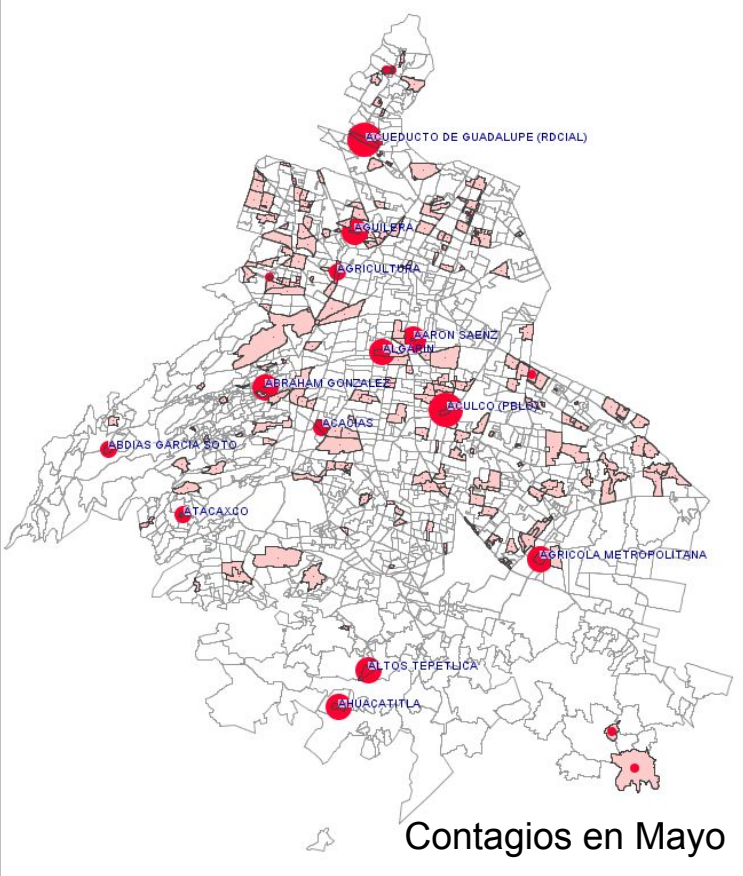 ACUEDUCTO DE GUADALUPE (RDCIAL)
AGUILERA
AGRICULTURA
AARON SAENZ
ALGARIN
ABRAHAM GONZALEZ
ACULCO (PBLO)
ACACIAS
ABDIAS GARCIA SOTO
ATACAXCO
AGRICOLA METROPOLITANA
ALTOS TEPETLICA
AHUACATITLA
Contagios en Mayo